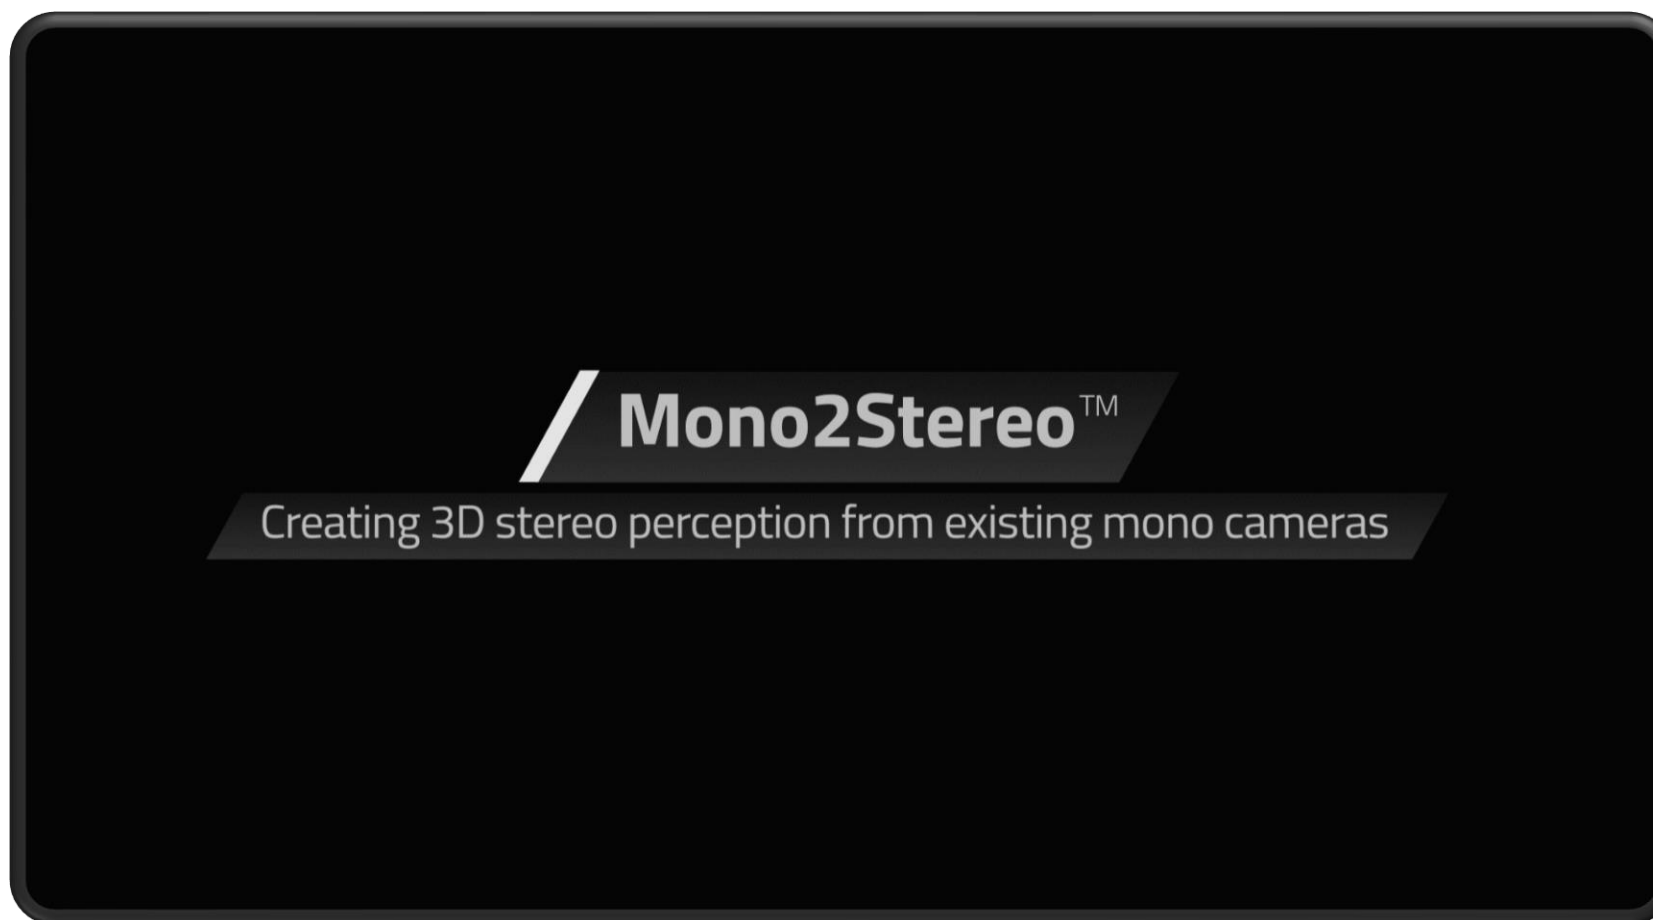 Mono2Stereo™
Creating 3D stereo perception from existing mono cameras